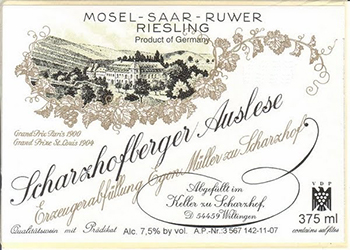 MOSEL-SAAR-RUWER
RIESLING
Product of Germany
Grand Prix Paris 1900
Grand Prize St. Louis 1904
Scharzhofberger Auslese
Erzeugerabfüllung Egon Müller zu Scharzhof
Abgefüllt im
Keller zu Scharzhof,
D 54459 Wiltingen
VDP
375 ml
Qualitätswein mit Prädikat Alc. 7,5% by vol. A.P.-Nr. 3 567 142-11-07 contains sulfites